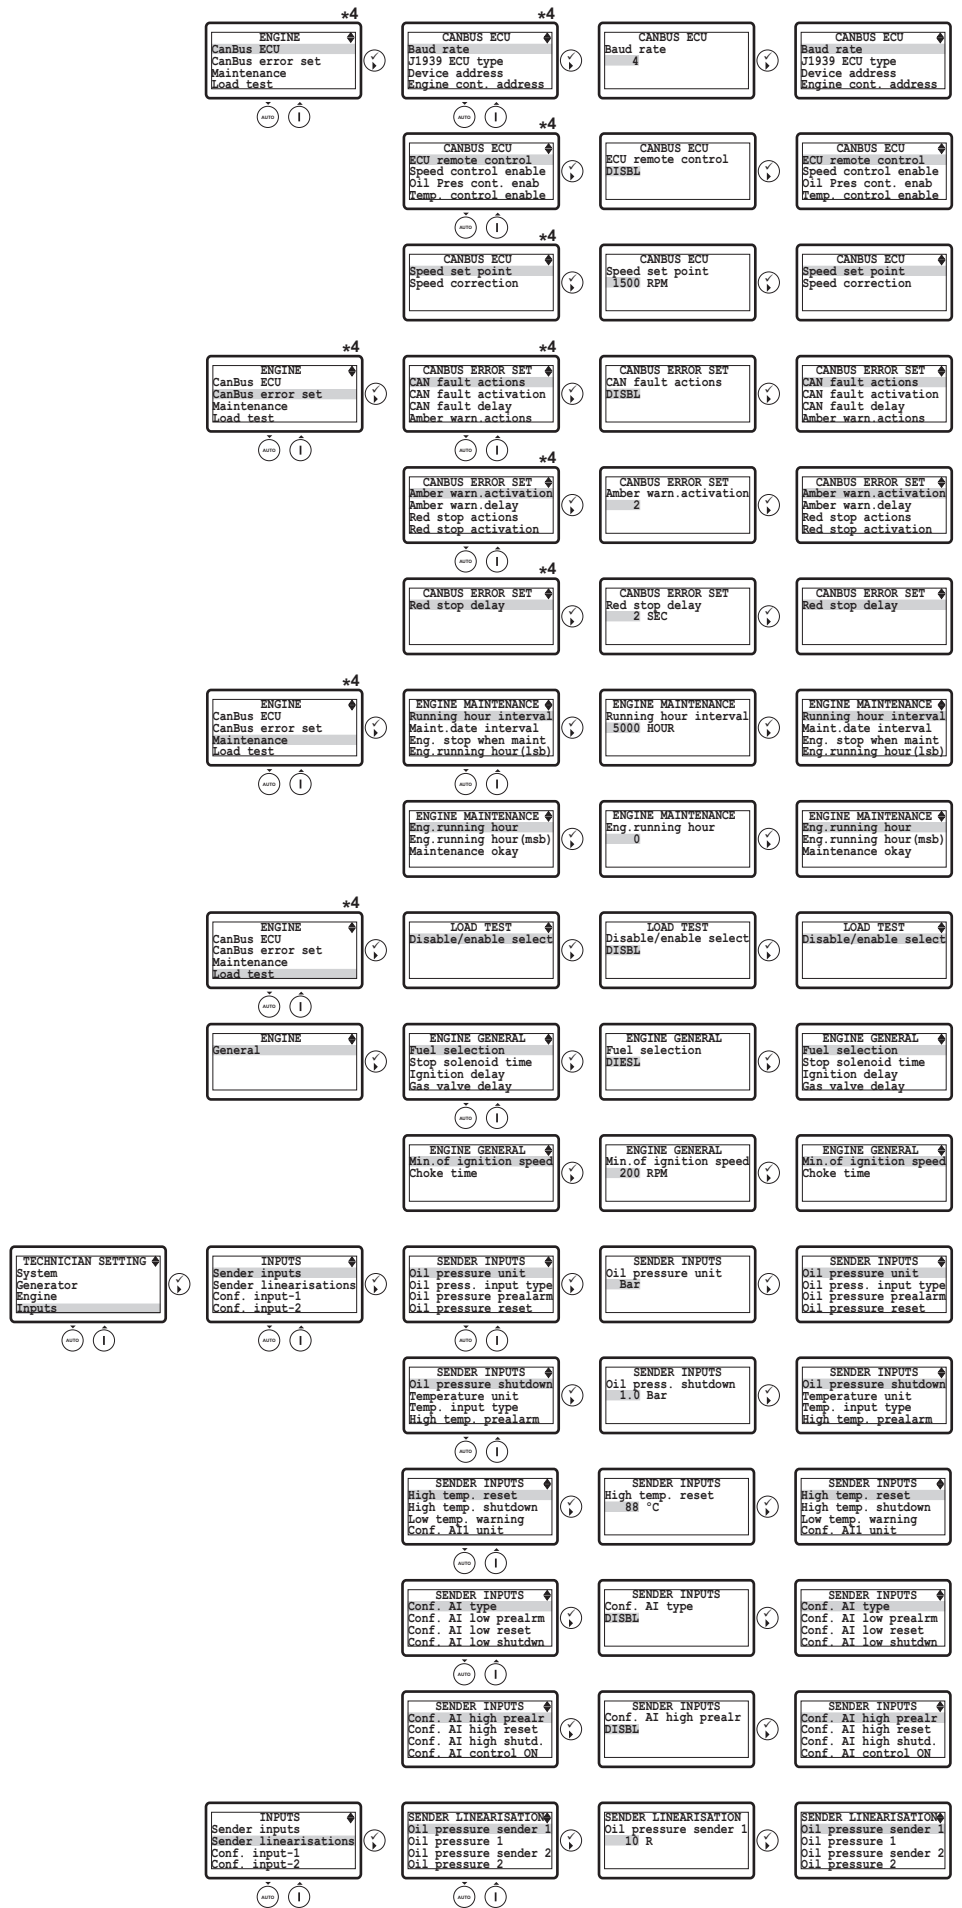 *4
*4
ENGINE
CanBus ECU
CanBus error set
Maintenance
Load test
CANBUS ECU
Baud rate
J1939 ECU type
Device address
Engine cont. address
CANBUS ECU
Baud rate
4
CANBUS ECU
Baud rate
J1939 ECU type
Device address
Engine cont. address
AUTO
I
AUTO
I
*4
CANBUS ECU
ECU remote control
Speed control enable
Oil Pres cont. enab
Temp. control enable
CANBUS ECU
ECU remote control
DISBL
CANBUS ECU
ECU remote control
Speed control enable
Oil Pres cont. enab
Temp. control enable
AUTO
I
*4
CANBUS ECU
Speed set point
Speed correction
CANBUS ECU
Speed set point
1500 RPM
CANBUS ECU
Speed set point
Speed correction
*4
*4
ENGINE
CanBus ECU
CanBus error set
Maintenance
Load test
CANBUS ERROR SET
CAN fault actions
CAN fault activation
CAN fault delay
Amber warn.actions
CANBUS ERROR SET
CAN fault actions
DISBL
CANBUS ERROR SET
CAN fault actions
CAN fault activation
CAN fault delay
Amber warn.actions
AUTO
I
AUTO
I
*4
CANBUS ERROR SET
Amber warn.activation
Amber warn.delay
Red stop actions
Red stop activation
CANBUS ERROR SET
Amber warn.activation
2
CANBUS ERROR SET
Amber warn.activation
Amber warn.delay
Red stop actions
Red stop activation
AUTO
I
*4
CANBUS ERROR SET
Red stop delay
CANBUS ERROR SET
Red stop delay
2 SEC
CANBUS ERROR SET
Red stop delay
*4
ENGINE
CanBus ECU
CanBus error set
Maintenance
Load test
ENGINE MAINTENANCE
Running hour interval
Maint.date interval
Eng. stop when maint
Eng.running hour(lsb)
ENGINE MAINTENANCE
Running hour interval
5000 HOUR
ENGINE MAINTENANCE
Running hour interval
Maint.date interval
Eng. stop when maint
Eng.running hour(lsb)
AUTO
I
AUTO
I
ENGINE MAINTENANCE
Eng.running hour
Eng.running hour(msb)
Maintenance okay
ENGINE MAINTENANCE
Eng.running hour
0
ENGINE MAINTENANCE
Eng.running hour
Eng.running hour(msb)
Maintenance okay
*4
ENGINE
CanBus ECU
CanBus error set
Maintenance
Load test
LOAD TEST
Disable/enable select
LOAD TEST
Disable/enable select
DISBL
LOAD TEST
Disable/enable select
AUTO
I
ENGINE
General
ENGINE GENERAL
Fuel selection
Stop solenoid time
Ignition delay
Gas valve delay
ENGINE GENERAL
Fuel selection
DIESL
ENGINE GENERAL
Fuel selection
Stop solenoid time
Ignition delay
Gas valve delay
AUTO
I
ENGINE GENERAL
Min.of ignition speed
Choke time
ENGINE GENERAL
Min.of ignition speed
200 RPM
ENGINE GENERAL
Min.of ignition speed
Choke time
TECHNICIAN SETTING
System
Generator
Engine
Inputs
INPUTS
Sender inputs
Sender linearisations
Conf. input-1
Conf. input-2
SENDER INPUTS
Oil pressure unit
Oil press. input type
Oil pressure prealarm
Oil pressure reset
SENDER INPUTS
Oil pressure unit
Bar
SENDER INPUTS
Oil pressure unit
Oil press. input type
Oil pressure prealarm
Oil pressure reset
AUTO
I
AUTO
I
AUTO
I
SENDER INPUTS
Oil pressure shutdown
Temperature unit
Temp. input type
High temp. prealarm
SENDER INPUTS
Oil press. shutdown
1.0 Bar
SENDER INPUTS
Oil pressure shutdown
Temperature unit
Temp. input type
High temp. prealarm
AUTO
I
SENDER INPUTS
High temp. reset
High temp. shutdown
Low temp. warning
Conf. AI1 unit
SENDER INPUTS
High temp. reset
88 °C
SENDER INPUTS
High temp. reset
High temp. shutdown
Low temp. warning
Conf. AI1 unit
AUTO
I
SENDER INPUTS
Conf. AI type
Conf. AI low prealrm
Conf. AI low reset
Conf. AI low shutdwn
SENDER INPUTS
Conf. AI type
DISBL
SENDER INPUTS
Conf. AI type
Conf. AI low prealrm
Conf. AI low reset
Conf. AI low shutdwn
AUTO
I
SENDER INPUTS
Conf. AI high prealr
Conf. AI high reset
Conf. AI high shutd.
Conf. AI control ON
SENDER INPUTS
Conf. AI high prealr
DISBL
SENDER INPUTS
Conf. AI high prealr
Conf. AI high reset
Conf. AI high shutd.
Conf. AI control ON
INPUTS
Sender inputs
Sender linearisations
Conf. input-1
Conf. input-2
SENDER LINEARISATION
Oil pressure sender 1
Oil pressure 1
Oil pressure sender 2
Oil pressure 2
SENDER LINEARISATION
Oil pressure sender 1
10 R
SENDER LINEARISATION
Oil pressure sender 1
Oil pressure 1
Oil pressure sender 2
Oil pressure 2
AUTO
I
AUTO
I